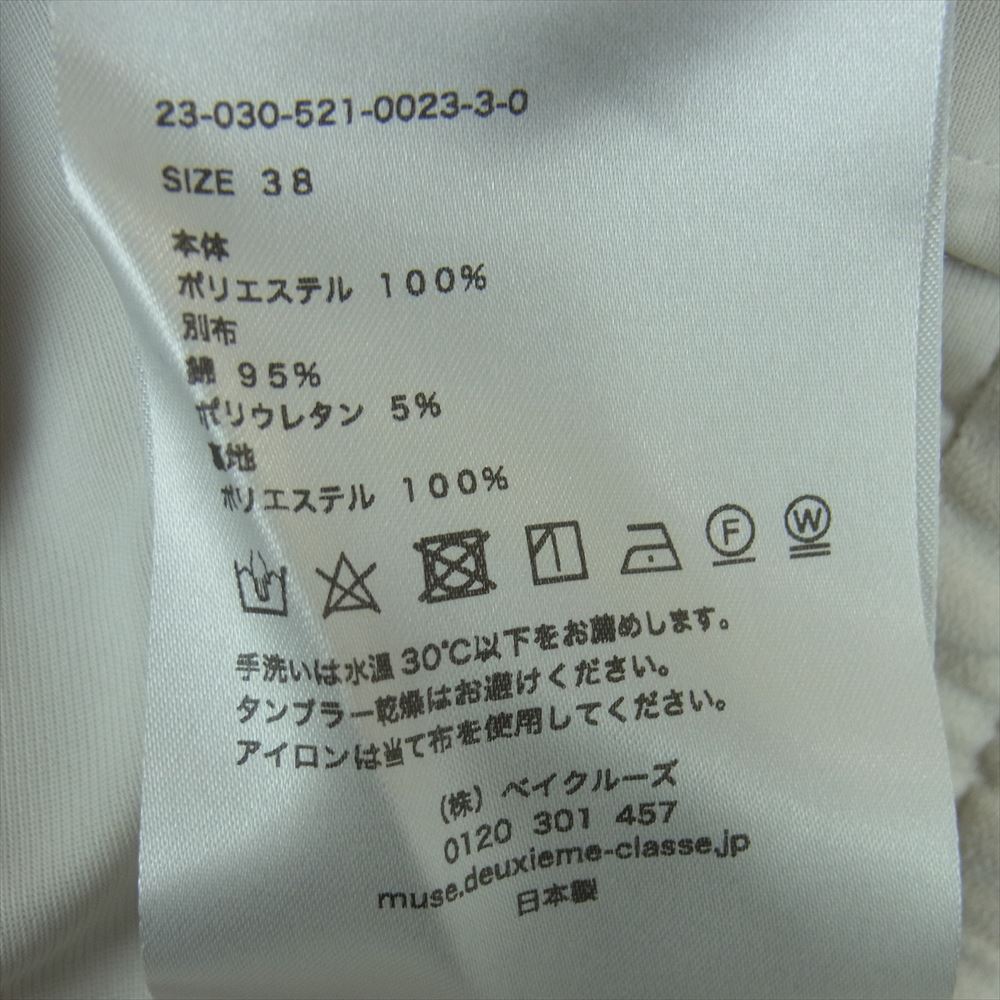 23-030-521-0023-3-0
SIZE 38
本体
ポリエステル 100%
別布
綿 95%
ポリウレタン 5%
裏地
ポリエステル 100%
F W
手洗いは水温30℃以下をお薦めします。
タンブラー乾燥はお避けください。
アイロンは当て布を使用してください。
(株) ベイクルーズ
0120 301 457
muse.deuxieme-classe.jp
日本製